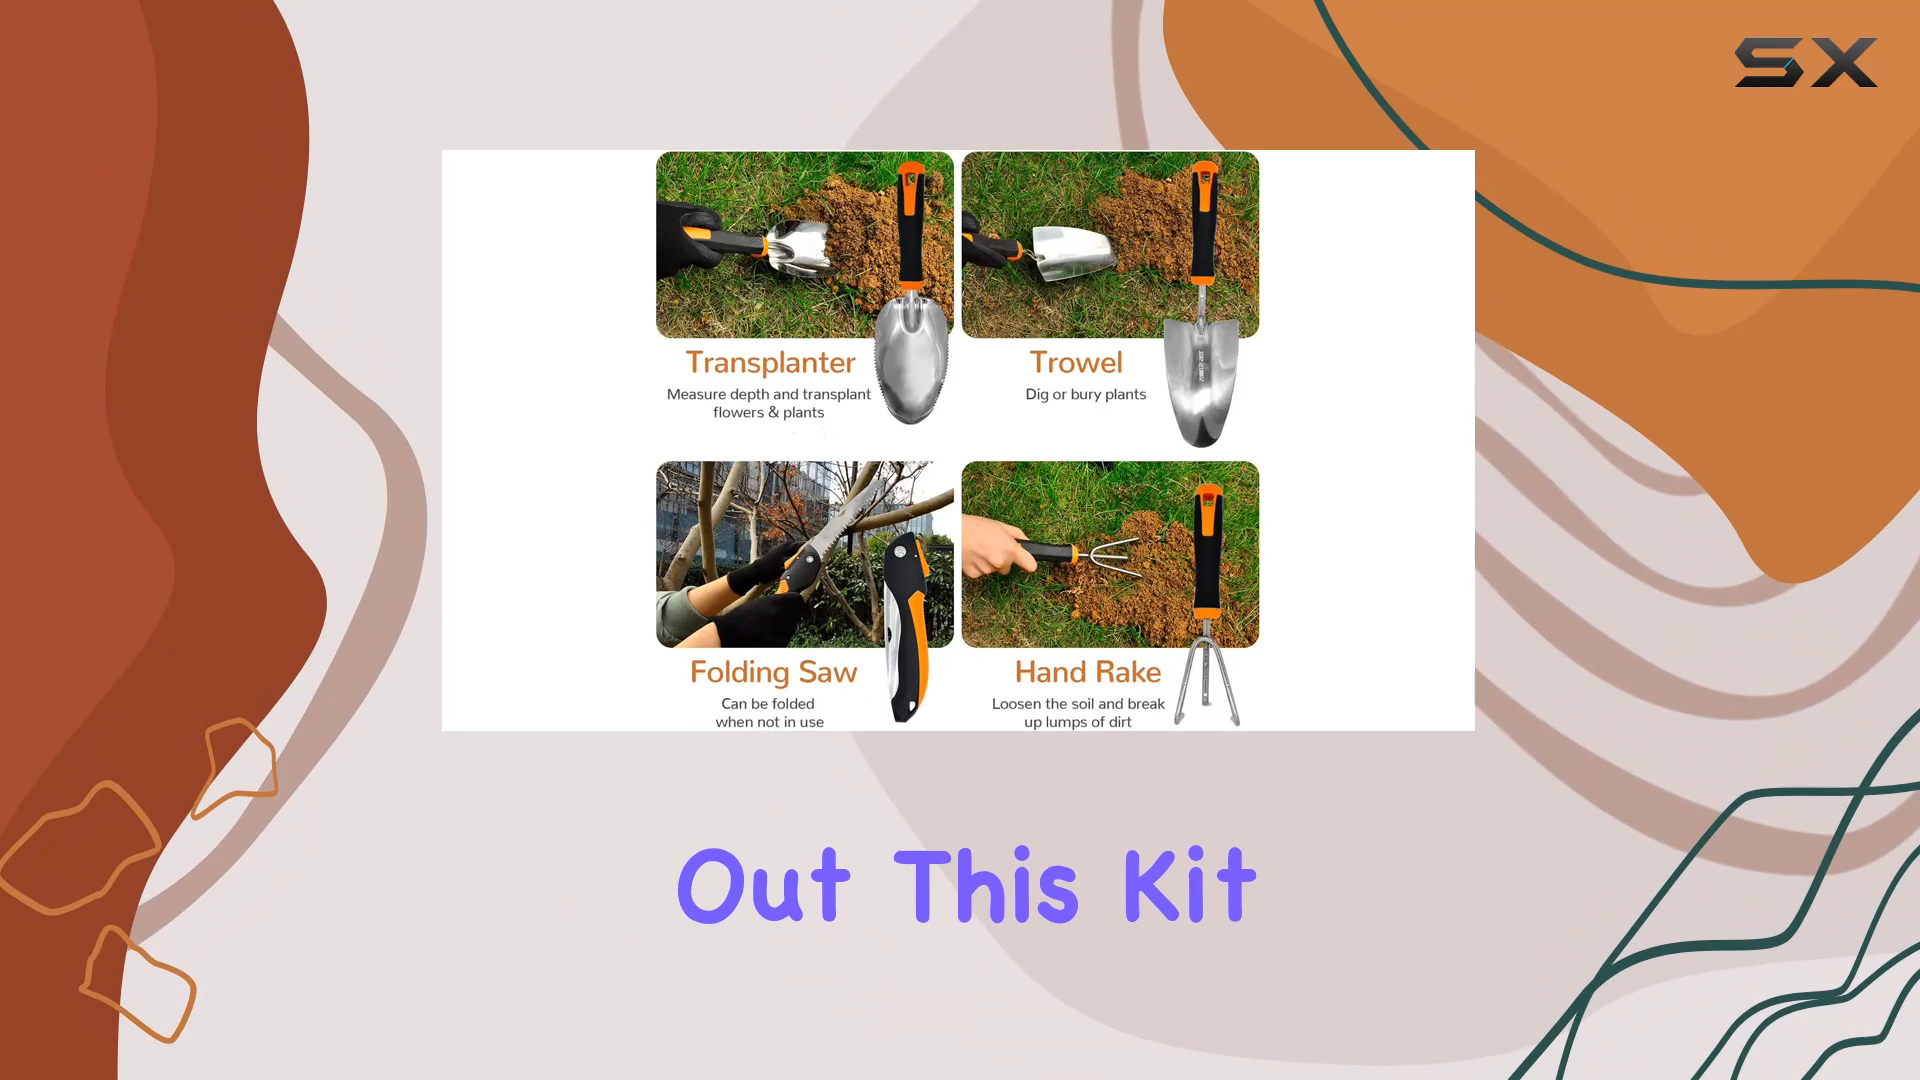 SX
Transplanter
Measure depth and transplant
flowers & plants
Trowel
Dig or bury plants
Folding Saw
Can be folded
when not in use
Hand Rake
Loosen the soil and break
up lumps of dirt
Out This Kit